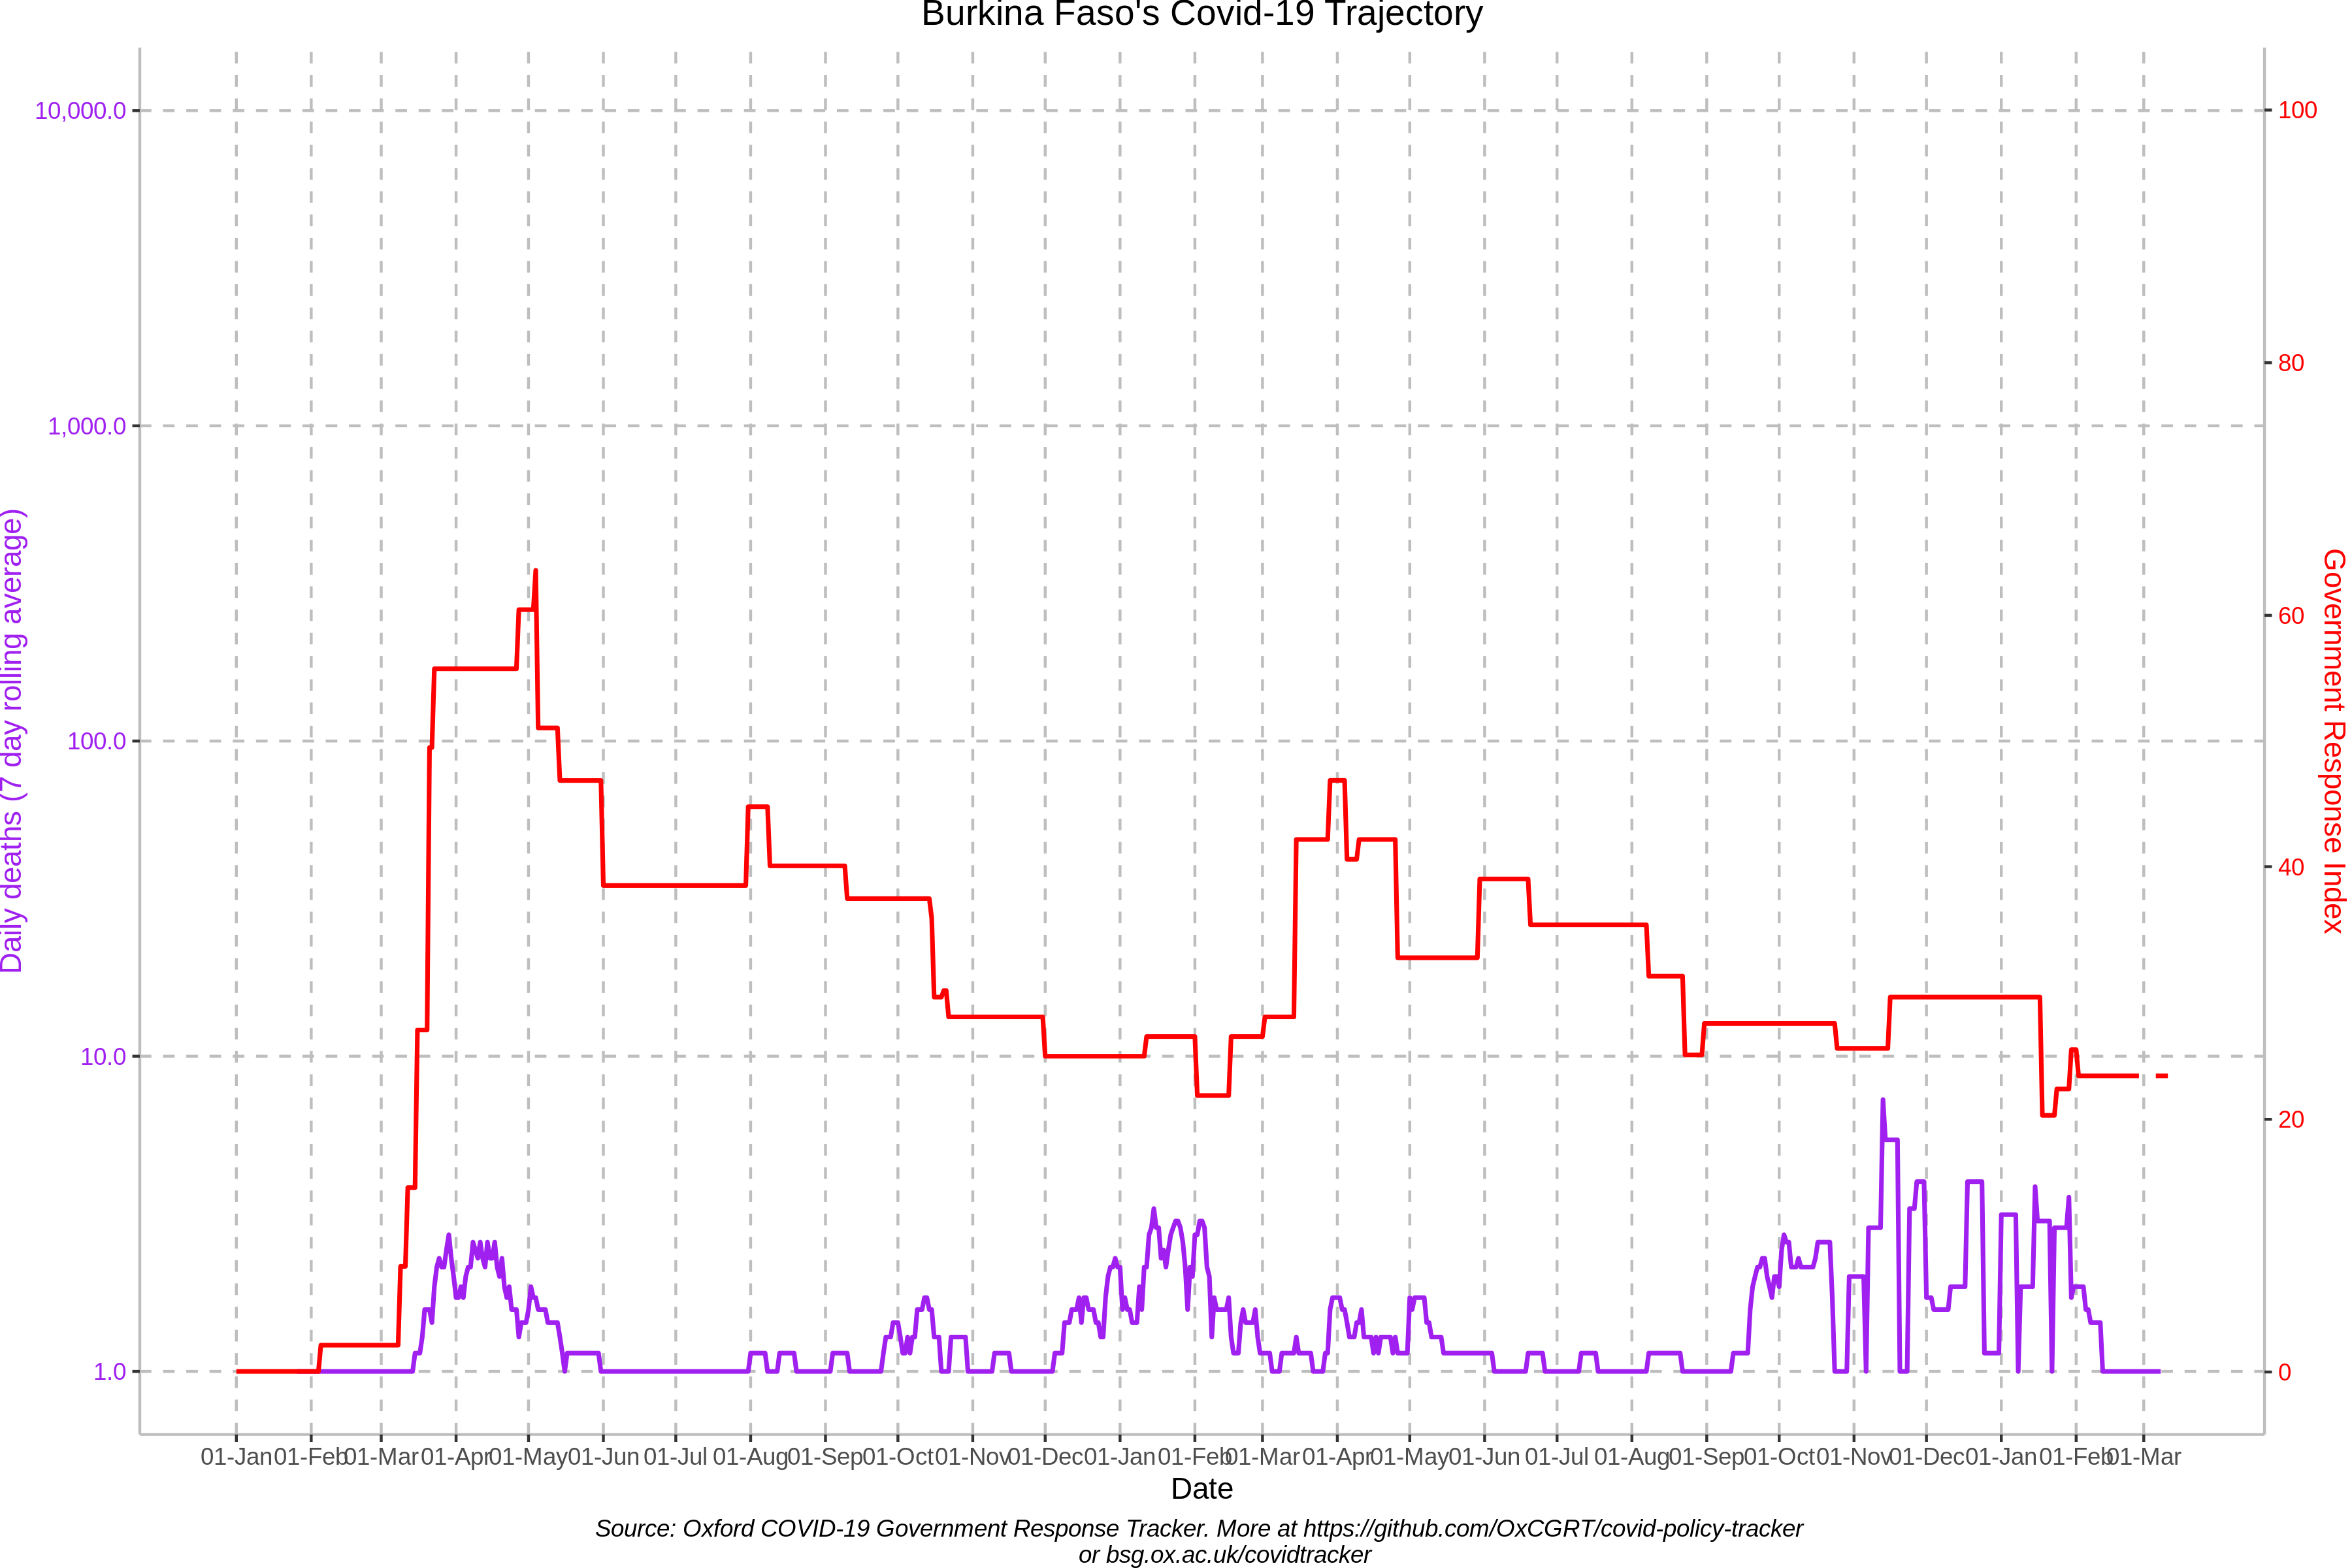 Burkina Faso's Covid-19 Trajectory
10,000.0
1,000.0
100.0
10.0
1.0
Daily deaths (7 day rolling average)
100
80
60
40
20
0
Government Response Index
01-Jan 01-Feb 01-Mar 01-Apr 01-May 01-Jun 01-Jul 01-Aug 01-Sep 01-Oct 01-Nov 01-Dec 01-Jan 01-Feb 01-Mar 01-Apr 01-May 01-Jun 01-Jul 01-Aug 01-Sep 01-Oct 01-Nov 01-Dec 01-Jan 01-Feb 01-Mar
Date
Source: Oxford COVID-19 Government Response Tracker. More at https://github.com/OxCGRT/covid-policy-tracker
or bsg.ox.ac.uk/covidtracker